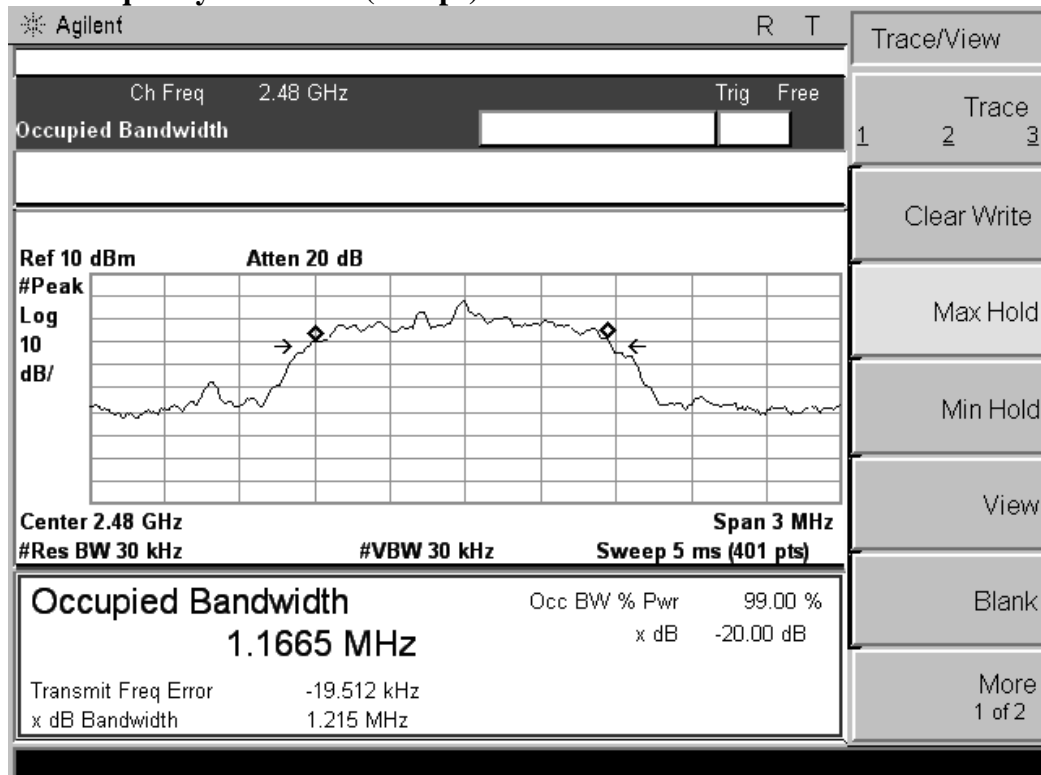 Agilent R T
Trace/View
Ch Freq 2.48 GHz Trig Free
Occupied Bandwidth
Trace
1 2 3
Clear Write
Max Hold
Min Hold
View
Blank
More
1 of 2
Ref 10 dBm Atten 20 dB
#Peak
Log
10
dB/
Center 2.48 GHz Span 3 MHz
#Res BW 30 kHz #VBW 30 kHz Sweep 5 ms (401 pts)
Occupied Bandwidth
1.1665 MHz
Occ BW % Pwr 99.00 %
x dB -20.00 dB
Transmit Freq Error -19.512 kHz
x dB Bandwidth 1.215 MHz